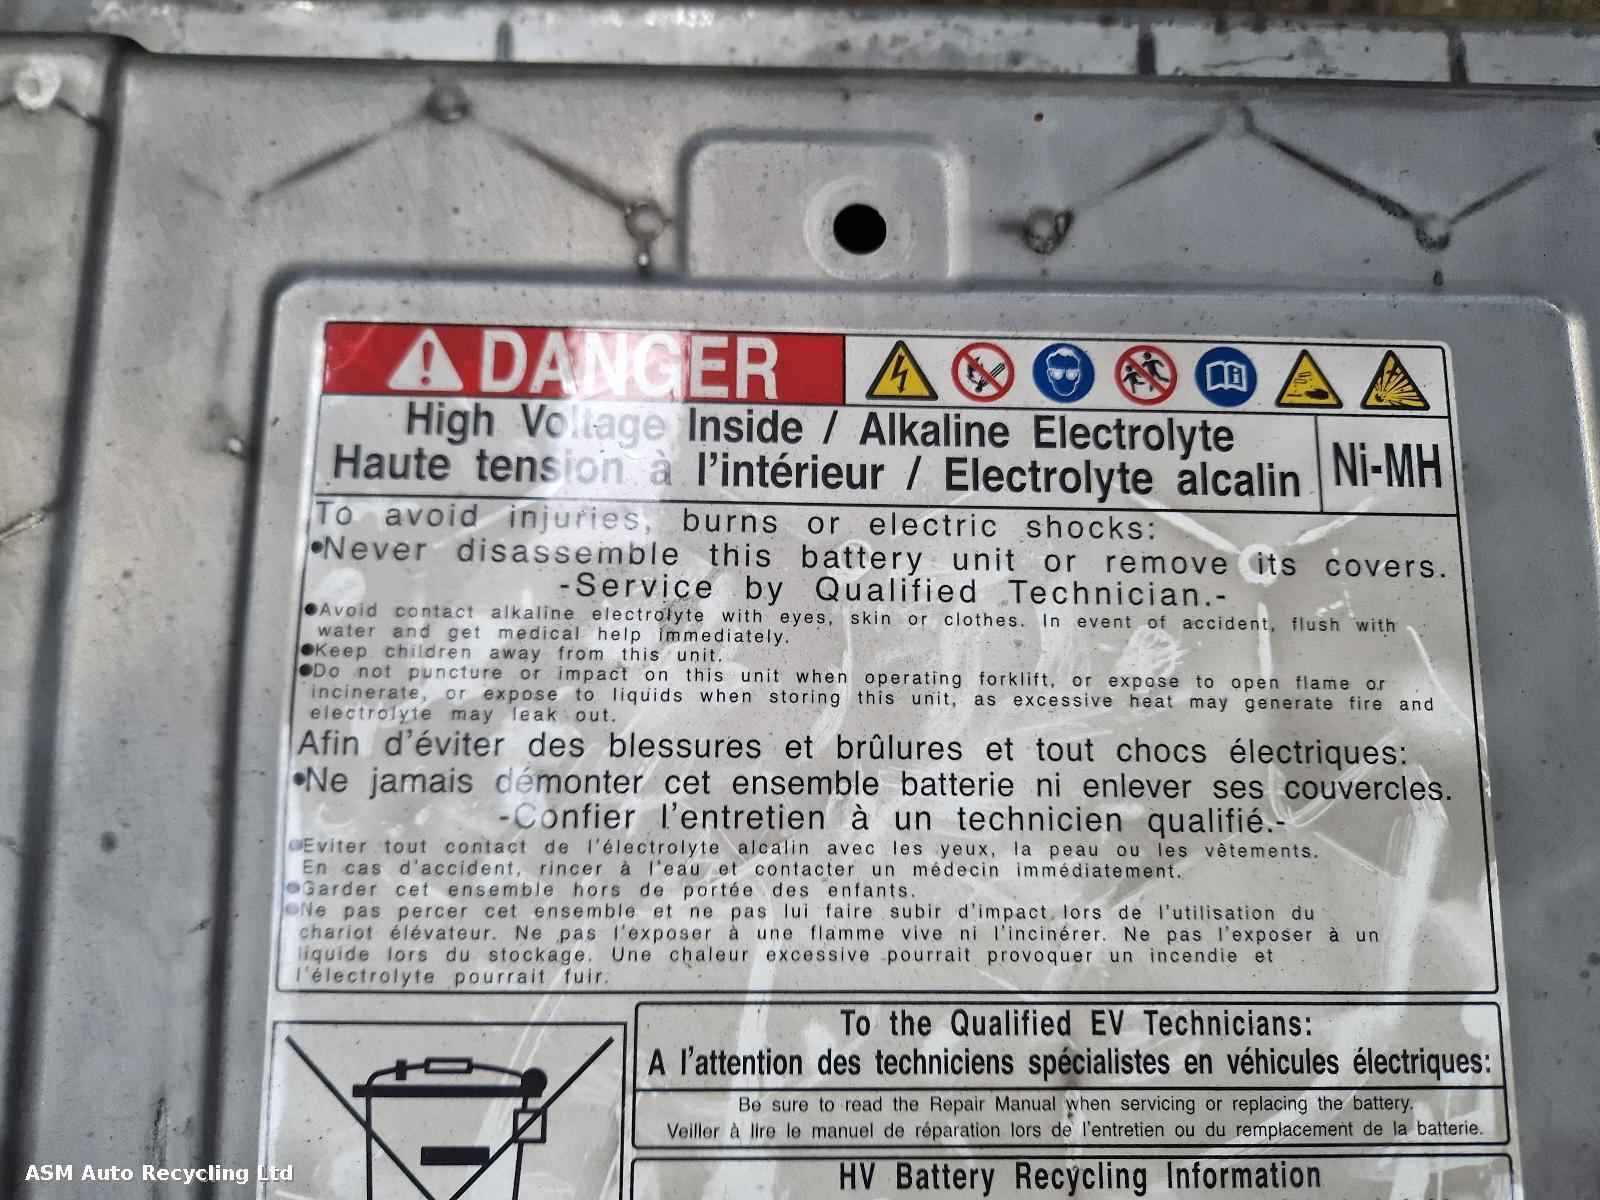 DANGER
High Voltage Inside / Alkaline Electrolyte
Haute tension à l'intérieur / Electrolyte alcalin
Ni-MH
To avoid injuries, burns or electric shocks:
•Never disassemble this battery unit or remove its covers.
-Service by Qualified Technician.-
●Avoid contact alkaline electrolyte with eyes, skin or clothes. In event of accident, flush with
water and get medical help immediately.
●Keep children away from this unit.
●Do not puncture or impact on this unit when operating forklift, or expose to open flame or
incinerate, or expose to liquids when storing this unit, as excessive heat may generate fire and
electrolyte may leak out.
Afin d'éviter des blessures et brûlures et tout chocs électriques:
•Ne jamais démonter cet ensemble batterie ni enlever ses couvercles.
-Confier l'entretien à un technicien qualifié.-
●Eviter tout contact de l'électrolyte alcalin avec les yeux, la peau ou les vêtements.
En cas d'accident, rincer à l'eau et contacter un médecin immédiatement.
●Garder cet ensemble hors de portée des enfants.
●Ne pas percer cet ensemble et ne pas lui faire subir d'impact lors de l'utilisation du
chariot élévateur. Ne pas l'exposer à une flamme vive ni l'incinérer. Ne pas l'exposer à un
liquide lors du stockage. Une chaleur excessive pourrait provoquer un incendie et
l'électrolyte pourrait fuir.
To the Qualified EV Technicians:
A l'attention des techniciens spécialistes en véhicules électriques:
Be sure to read the Repair Manual when servicing or replacing the battery.
Veiller à lire le manuel de réparation lors de l'entretien ou du remplacement de la batterie.
HV Battery Recycling Information
ASM Auto Recycling Ltd